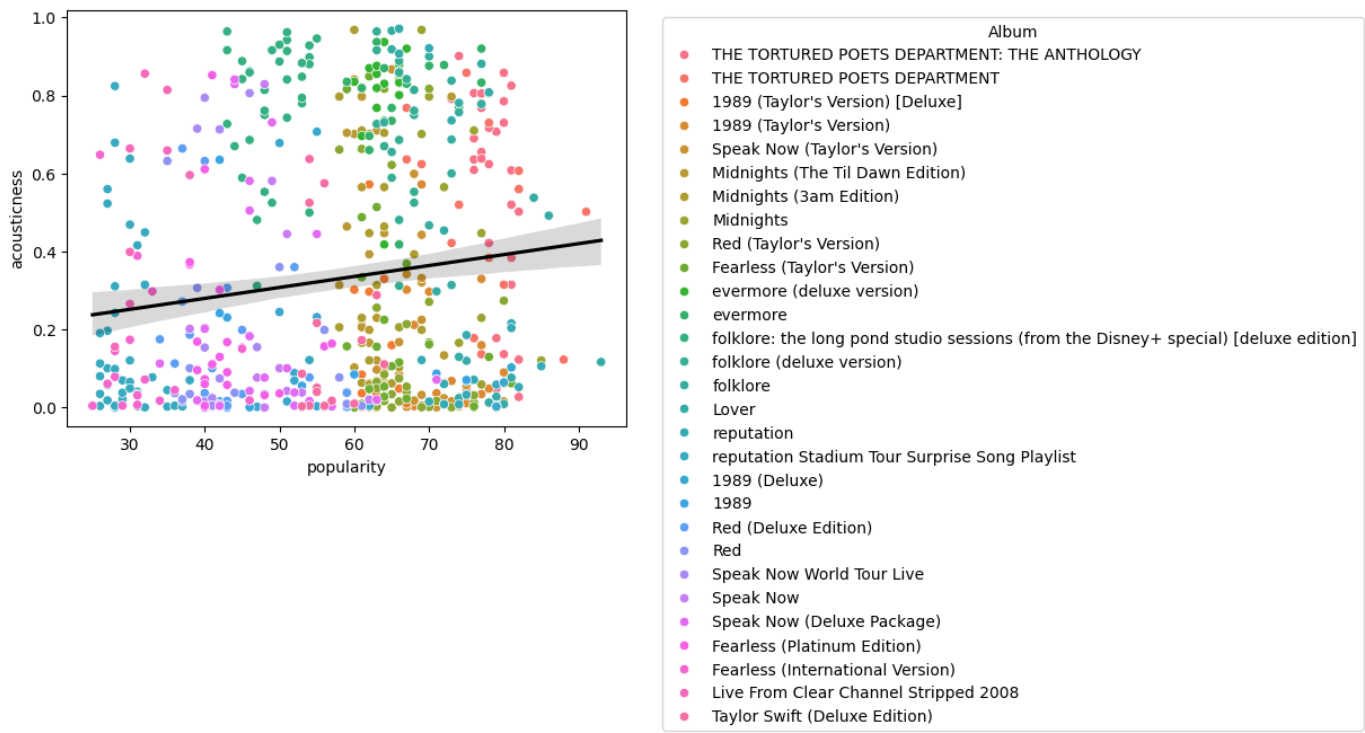 1.0
0.8
0.6
0.4
0.2
0.0
acousticness
30 40 50 60 70 80 90
popularity
Album
THE TORTURED POETS DEPARTMENT: THE ANTHOLOGY
THE TORTURED POETS DEPARTMENT
1989 (Taylor's Version) [Deluxe]
1989 (Taylor's Version)
Speak Now (Taylor's Version)
Midnights (The Til Dawn Edition)
Midnights (3am Edition)
Midnights
Red (Taylor's Version)
Fearless (Taylor's Version)
evermore (deluxe version)
evermore
folklore: the long pond studio sessions (from the Disney+ special) [deluxe edition]
folklore (deluxe version)
folklore
Lover
reputation
reputation Stadium Tour Surprise Song Playlist
1989 (Deluxe)
1989
Red (Deluxe Edition)
Red
Speak Now World Tour Live
Speak Now
Speak Now (Deluxe Package)
Fearless (Platinum Edition)
Fearless (International Version)
Live From Clear Channel Stripped 2008
Taylor Swift (Deluxe Edition)